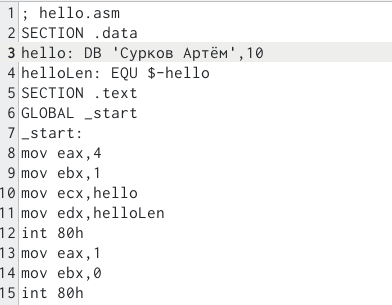 1 ; hello.asm
2 SECTION .data
3 hello: DB 'Сурков Артём',10
4 helloLen: EQU $-hello
5 SECTION .text
6 GLOBAL _start
7 _start:
8 mov eax,4
9 mov ebx,1
10 mov ecx,hello
11 mov edx,helloLen
12 int 80h
13 mov eax,1
14 mov ebx,0
15 int 80h